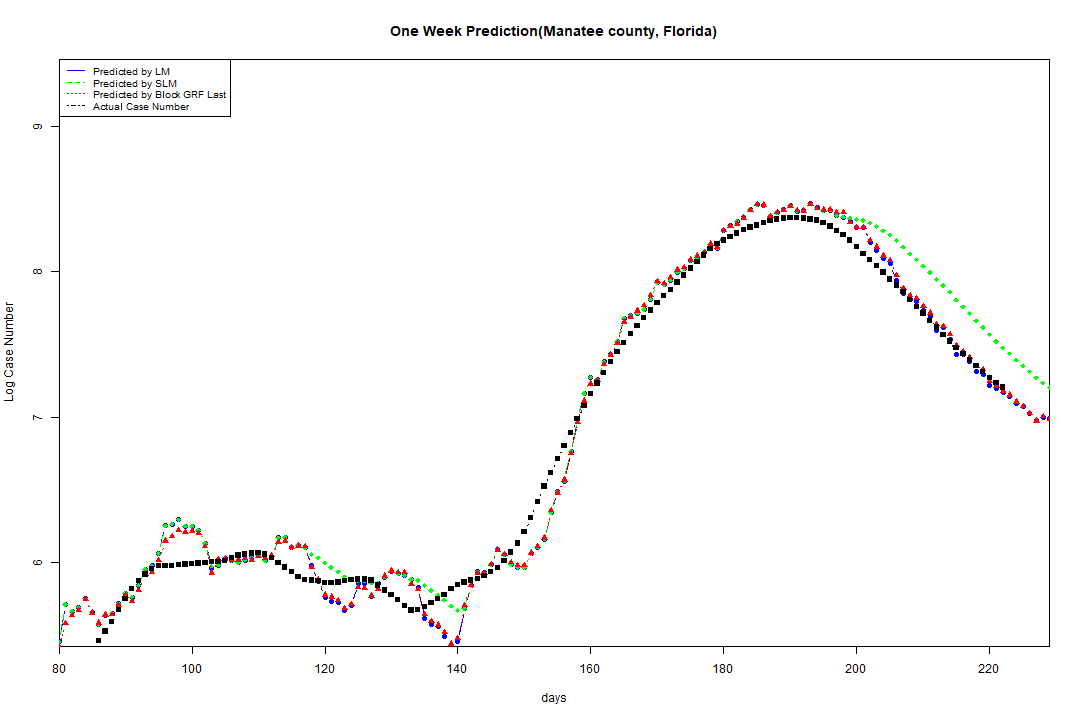 One Week Prediction(Manatee county, Florida)
Predicted by LM
Predicted by SLM
Predicted by Block GRF Last
Actual Case Number
Log Case Number
9
8
7
6
80 100 120 140 160 180 200 220
days